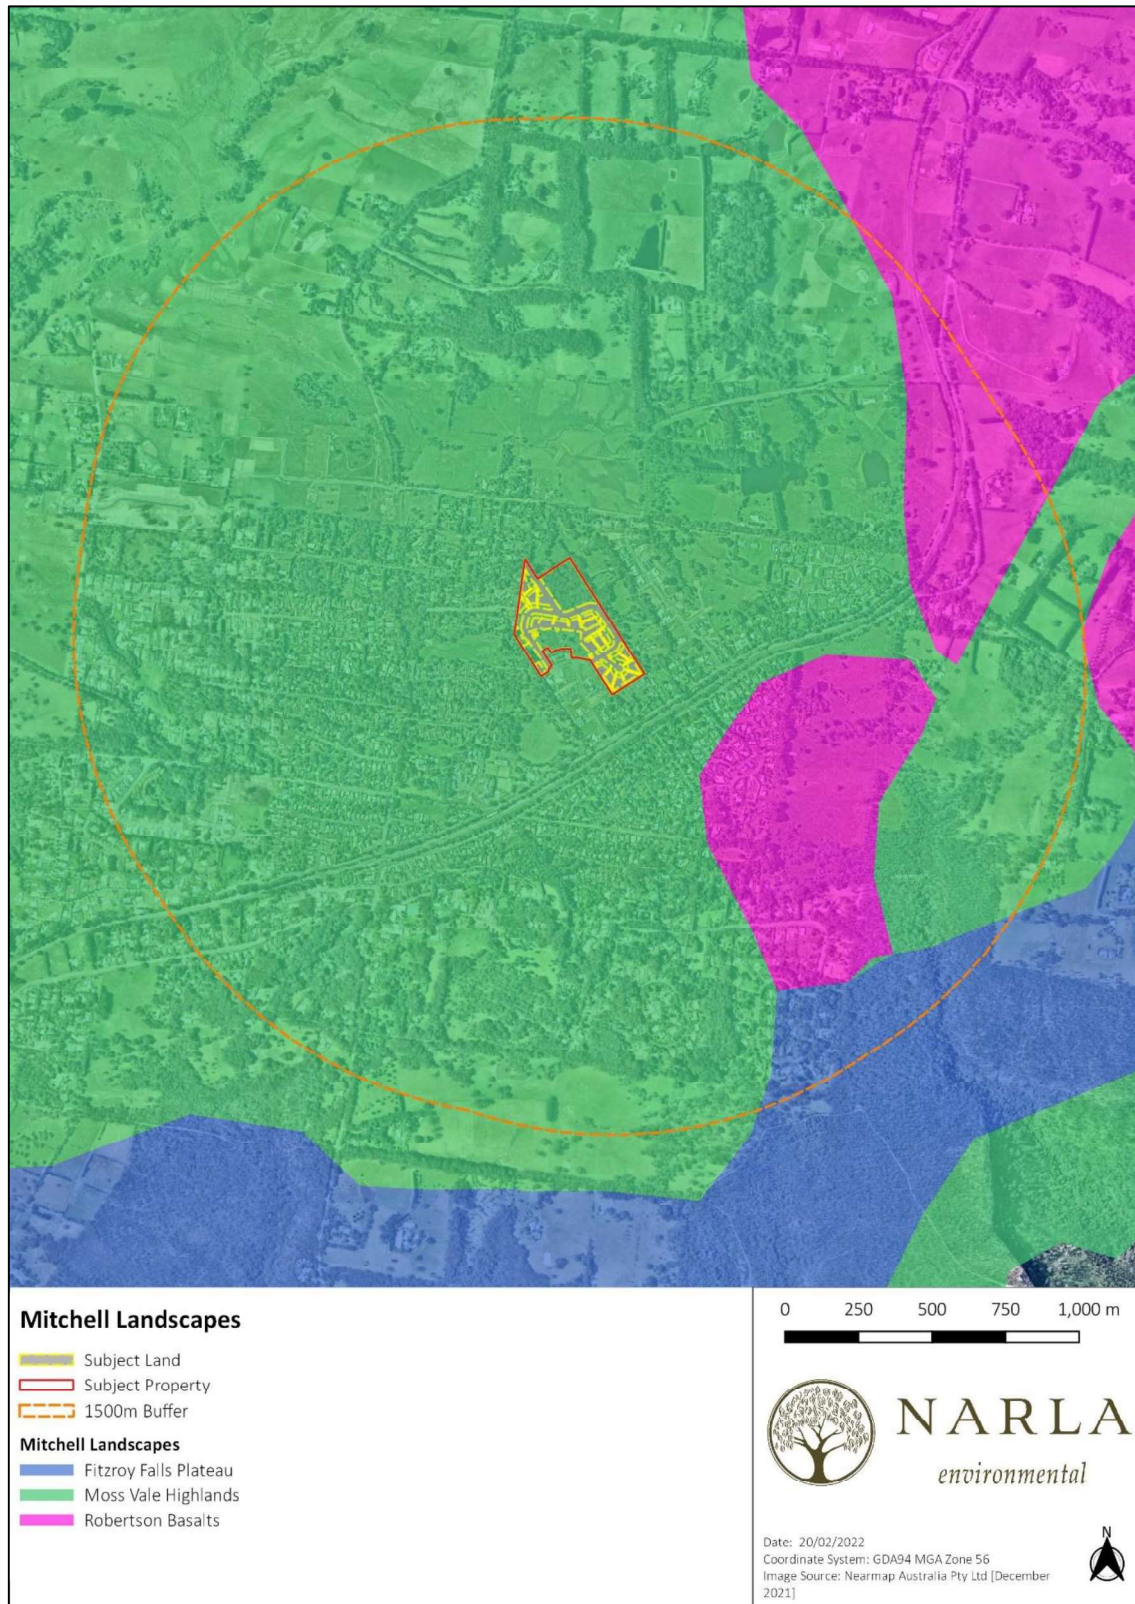 Mitchell Landscapes
Subject Land
Subject Property
1500m Buffer
Mitchell Landscapes
Fitzroy Falls Plateau
Moss Vale Highlands
Robertson Basalts
0 250 500 750 1,000 m
NARLA
environmental
Date: 20/02/2022
Coordinate System: GDA94 MGA Zone 56
Image Source: Nearmap Australia Pty Ltd [December
2021]
N